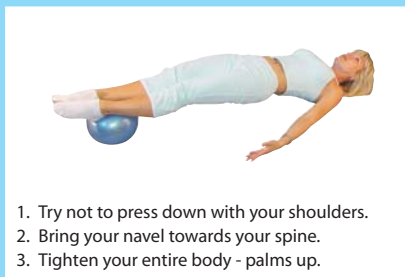 1. Try not to press down with your shoulders.
2. Bring your navel towards your spine.
3. Tighten your entire body - palms up.